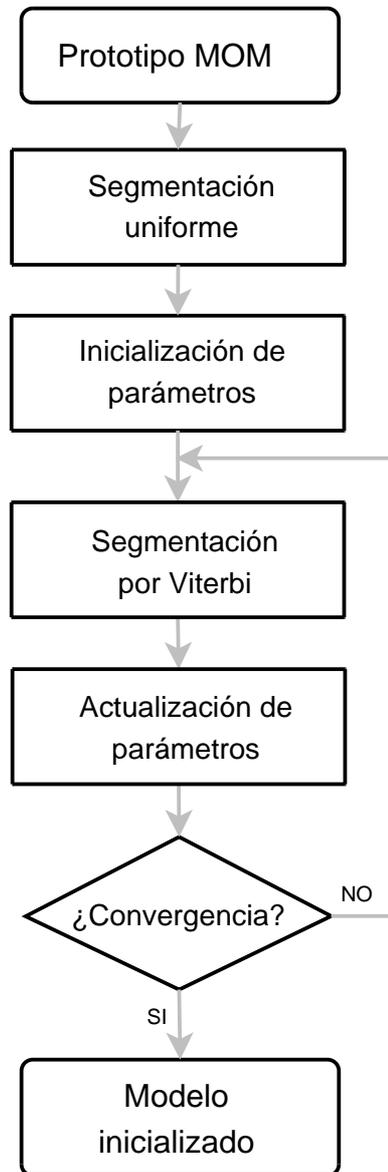 Prototipo MOM
Segmentación
uniforme
Inicialización de
parámetros
Segmentación
por Viterbi
Actualización de
parámetros
¿Convergencia?
NO
SI
Modelo
inicializado